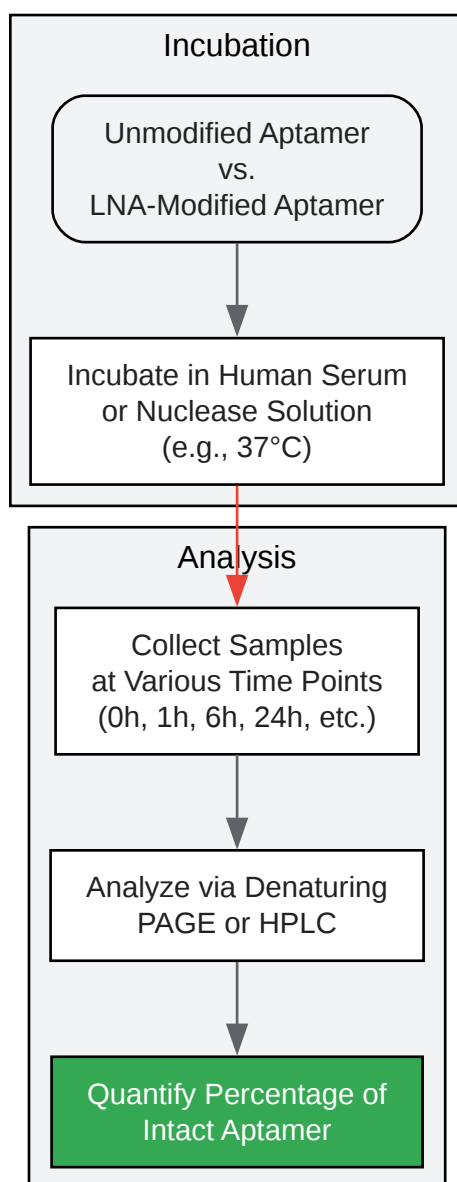 Incubation
Unmodified Aptamer
vs.
LNA-Modified Aptamer
Incubate in Human Serum
or Nuclease Solution
(e.g., 37°C)
Analysis
Collect Samples
at Various Time Points
(0h, 1h, 6h, 24h, etc.)
Analyze via Denaturing
PAGE or HPLC
Quantify Percentage of
Intact Aptamer